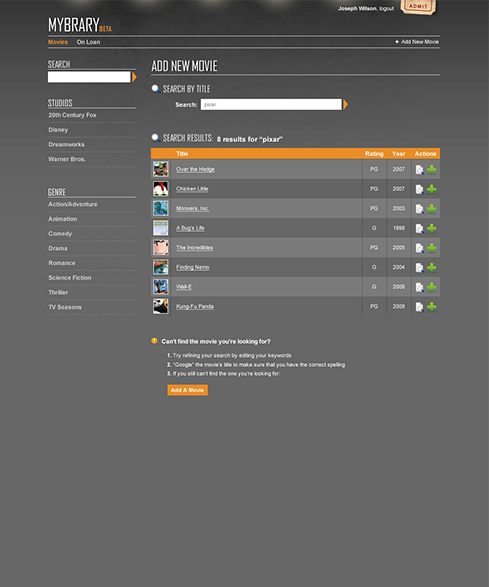 Joseph Wilson, logout
ADMIT
MYBRARY BETA
Movies On Loan
+ Add New Movie
SEARCH
STUDIOS
20th Century Fox
Disney
Dreamworks
Warner Bros.
GENRE
Action/Adventure
Animation
Comedy
Drama
Romance
Science Fiction
Thriller
TV Seasons
ADD NEW MOVIE
SEARCH BY TITLE
Search: pixar
SEARCH RESULTS: 8 results for "pixar"
Title Rating Year Actions
Over the Hedge PG 2007
Chicken Little PG 2007
Monsers, Inc. PG 2003
A Bug's Life G 1998
The Incredibles PG 2005
Finding Nemo G 2004
Wall-E G 2008
Kung-Fu Panda PG 2008
Can't find the movie you're looking for?
1. Try refining your search by editing your keywords
2. "Google" the movie's title to make sure that you have the correct spelling
3. If you still can't find the one you're looking for:
Add A Movie